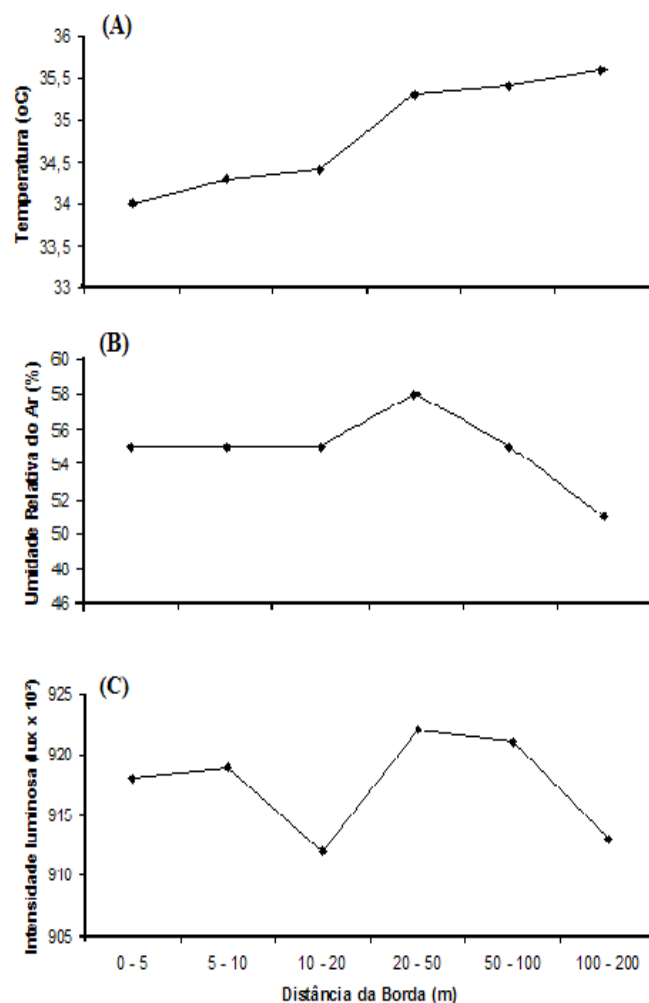 (A)
Temperatura (oC)
36
35,5
35
34,5
34
33,5
33
(B)
Umidade Relativa do Ar (%)
60
58
56
54
52
50
48
46
(C)
Intensidade luminosa (lux x 10²)
925
920
915
910
905
0 - 5 5 - 10 10 - 20 20 - 50 50 -100 100 - 200
Distância da Borda (m)